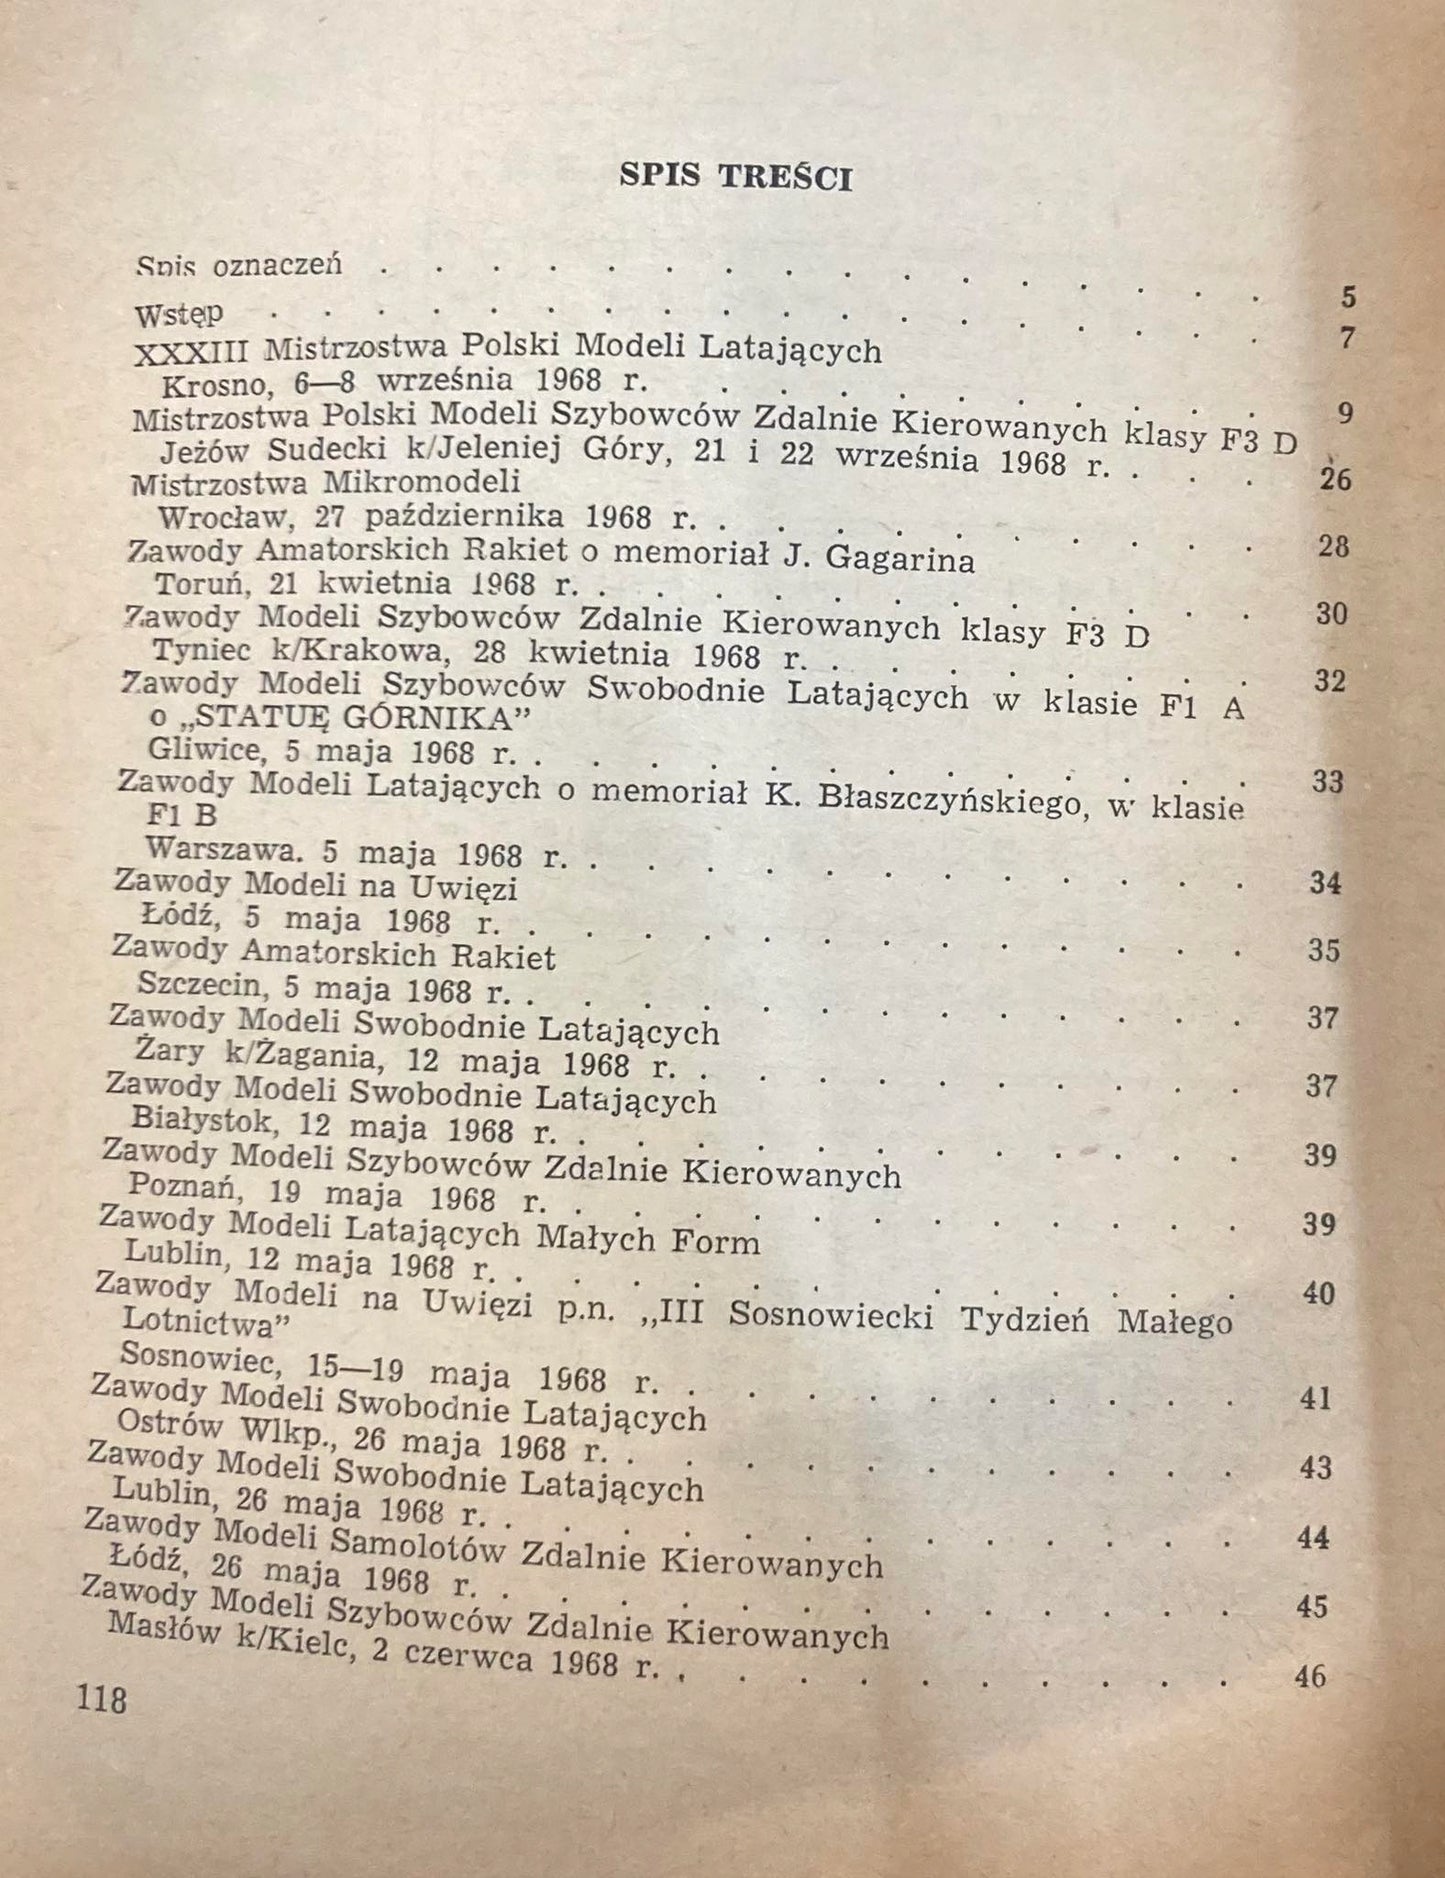 SPIS TREŚCI
Spis oznaczeń . . . . . . . . . . . . . . . . 5
Wstęp . . . . . . . . . . . . . . . . . 7
XXXIII Mistrzostwa Polski Modeli Latających
Krosno, 6—8 września 1968 r. . . . . . . . . . . 9
Mistrzostwa Polski Modeli Szybowców Zdalnie Kierowanych klasy F3 D
Jeżów Sudecki k/Jeleniej Góry, 21 i 22 września 1968 r. . . . 26
Mistrzostwa Mikromodeli
Wrocław, 27 października 1968 r. . . . . . . . . . . 28
Zawody Amatorskich Rakiet o memoriał J. Gagarina
Toruń, 21 kwietnia 1968 r. . . . . . . . . . . . . 30
Zawody Modeli Szybowców Zdalnie Kierowanych klasy F3 D
Tyniec k/Krakowa, 28 kwietnia 1968 r. . . . . . . . . 32
Zawody Modeli Szybowców Swobodnie Latających w klasie F1 A
o „STATUĘ GÓRNIKA”
Gliwice, 5 maja 1968 r. . . . . . . . . . . . . . 33
Zawody Modeli Latających o memoriał K. Błaszczyńskiego, w klasie
F1 B
Warszawa. 5 maja 1968 r. . . . . . . . . . . . . 34
Zawody Modeli na Uwięzi
Łódź, 5 maja 1968 r. . . . . . . . . . . . . . 35
Zawody Amatorskich Rakiet
Szczecin, 5 maja 1968 r. . . . . . . . . . . . . . 37
Zawody Modeli Swobodnie Latających
Żary k/Żagania, 12 maja 1968 r. . . . . . . . . . . 37
Zawody Modeli Swobodnie Latających
Białystok, 12 maja 1968 r. . . . . . . . . . . . . 39
Zawody Modeli Szybowców Zdalnie Kierowanych
Poznań, 19 maja 1968 r. . . . . . . . . . . . . 39
Zawody Modeli Latających Małych Form
Lublin, 12 maja 1968 r. . . . . . . . . . . . . . 40
Zawody Modeli na Uwięzi p.n. „III Sosnowiecki Tydzień Małego
Lotnictwa”
Sosnowiec, 15—19 maja 1968 r. . . . . . . . . . . 41
Zawody Modeli Swobodnie Latających
Ostrów Wlkp., 26 maja 1968 r. . . . . . . . . . . . 43
Zawody Modeli Swobodnie Latających
Lublin, 26 maja 1968 r. . . . . . . . . . . . . . 44
Zawody Modeli Samolotów Zdalnie Kierowanych
Łódź, 26 maja 1968 r. . . . . . . . . . . . . . 45
Zawody Modeli Szybowców Zdalnie Kierowanych
Masłów k/Kielc, 2 czerwca 1968 r. . . . . . . . . . . 46
118